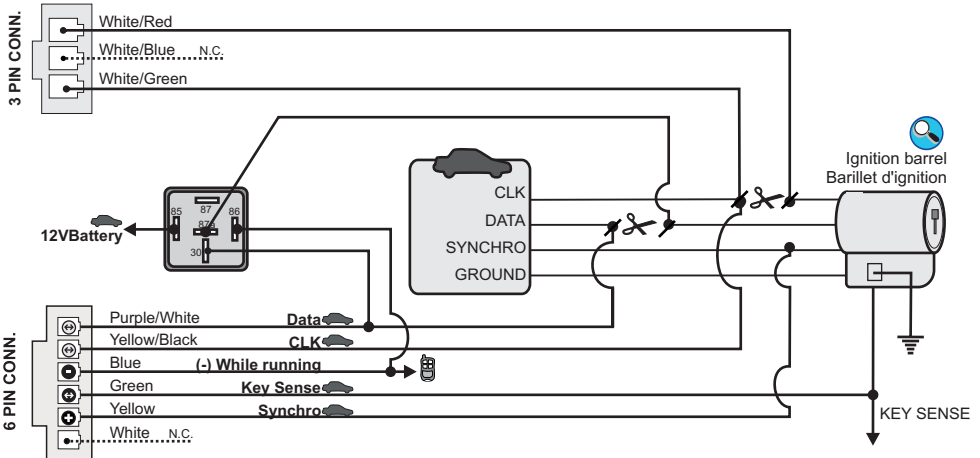 3 PIN CONN.
White/Red
White/Blue N.C.
White/Green
Ignition barrel
Barillet d'ignition
CLK
DATA
SYNCHRO
GROUND
87
85
86
87a
30
12VBattery
6 PIN CONN.
Purple/White Data
Yellow/Black CLK
Blue (-) While running
Green Key Sense
Yellow Synchro
White N.C.
KEY SENSE